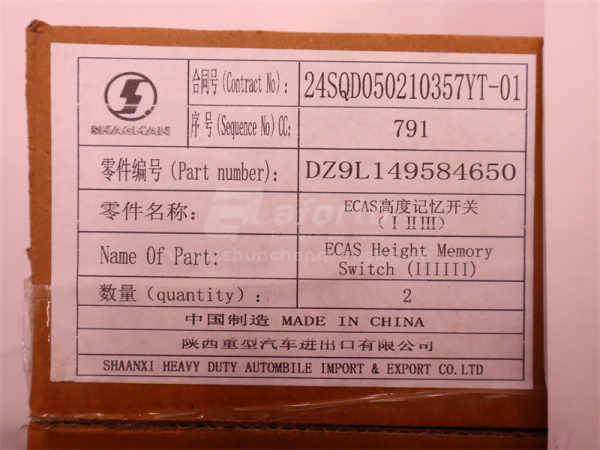 SHACMAN
合同号(Contract No): 24SQD050210357YT-01
序号(Sequence No)CC: 791
零件编号(Part number): DZ9L149584650
零件名称: ECAS高度记忆开关
(Ⅰ Ⅱ Ⅲ)
Name Of Part: ECAS Height Memory
Switch (IIIIII)
数量(quantity): 2
中国制造 MADE IN CHINA
陕西重型汽车进出口有限公司
SHAANXI HEAVY DUTY AUTOMBILE IMPORT & EXPORT CO.LTD